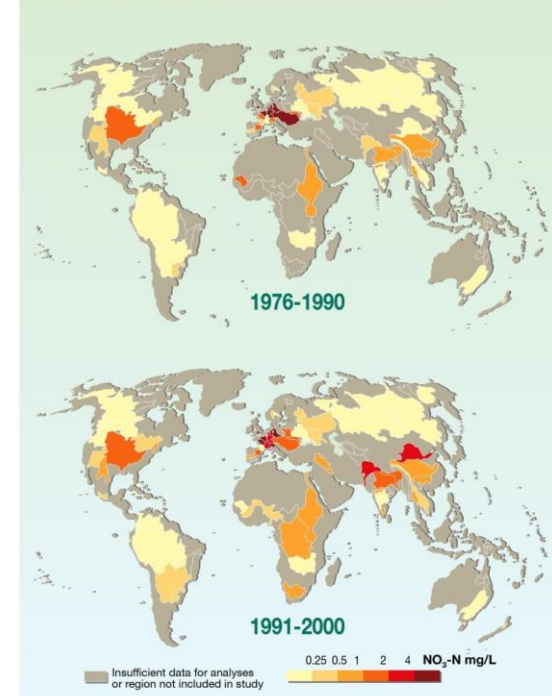 1976-1990
1991-2000
Insufficient data for analyses
or region not included in study
0.25 0.5 1 2 4 NO₃-N mg/L